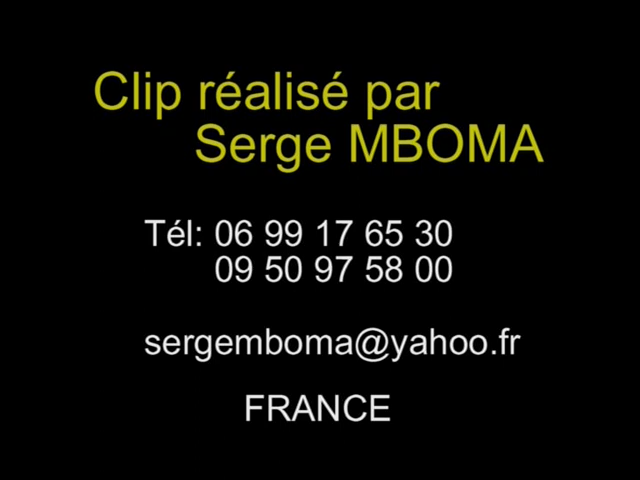 Clip réalisé par
Serge MBOMA
Tél: 06 99 17 65 30
09 50 97 58 00
sergemboma@yahoo.fr
FRANCE